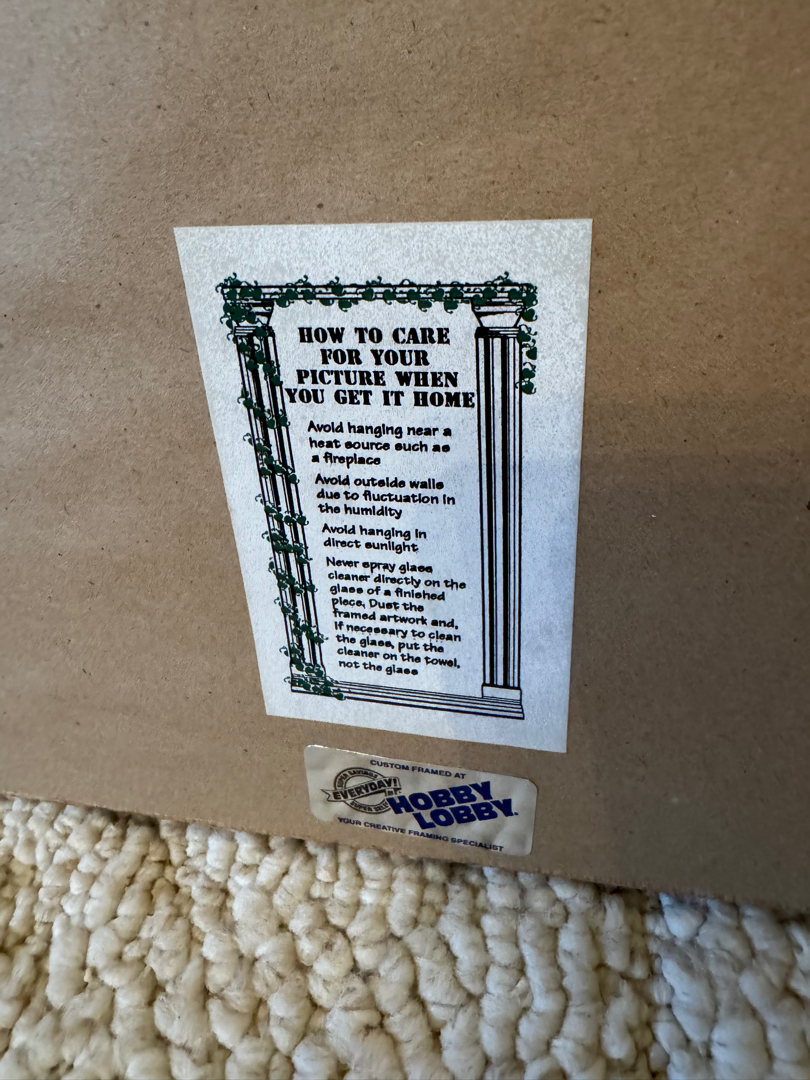 HOW TO CARE
FOR YOUR
PICTURE WHEN
YOU GET IT HOME
Avoid hanging near a
heat source such as
a fireplace
Avoid outside walls
due to fluctuation in
the humidity
Avoid hanging in
direct sunlight
Never spray glass
cleaner directly on the
glass of a finished
piece. Dust the
framed artwork and,
if necessary to clean
the glass, put the
cleaner on the towel,
not the glass
CUSTOM FRAMED AT
SUPER SAVINGS
EVERYDAY!
SUPER
HOBBY
LOBBY
YOUR CREATIVE FRAMING SPECIALIST